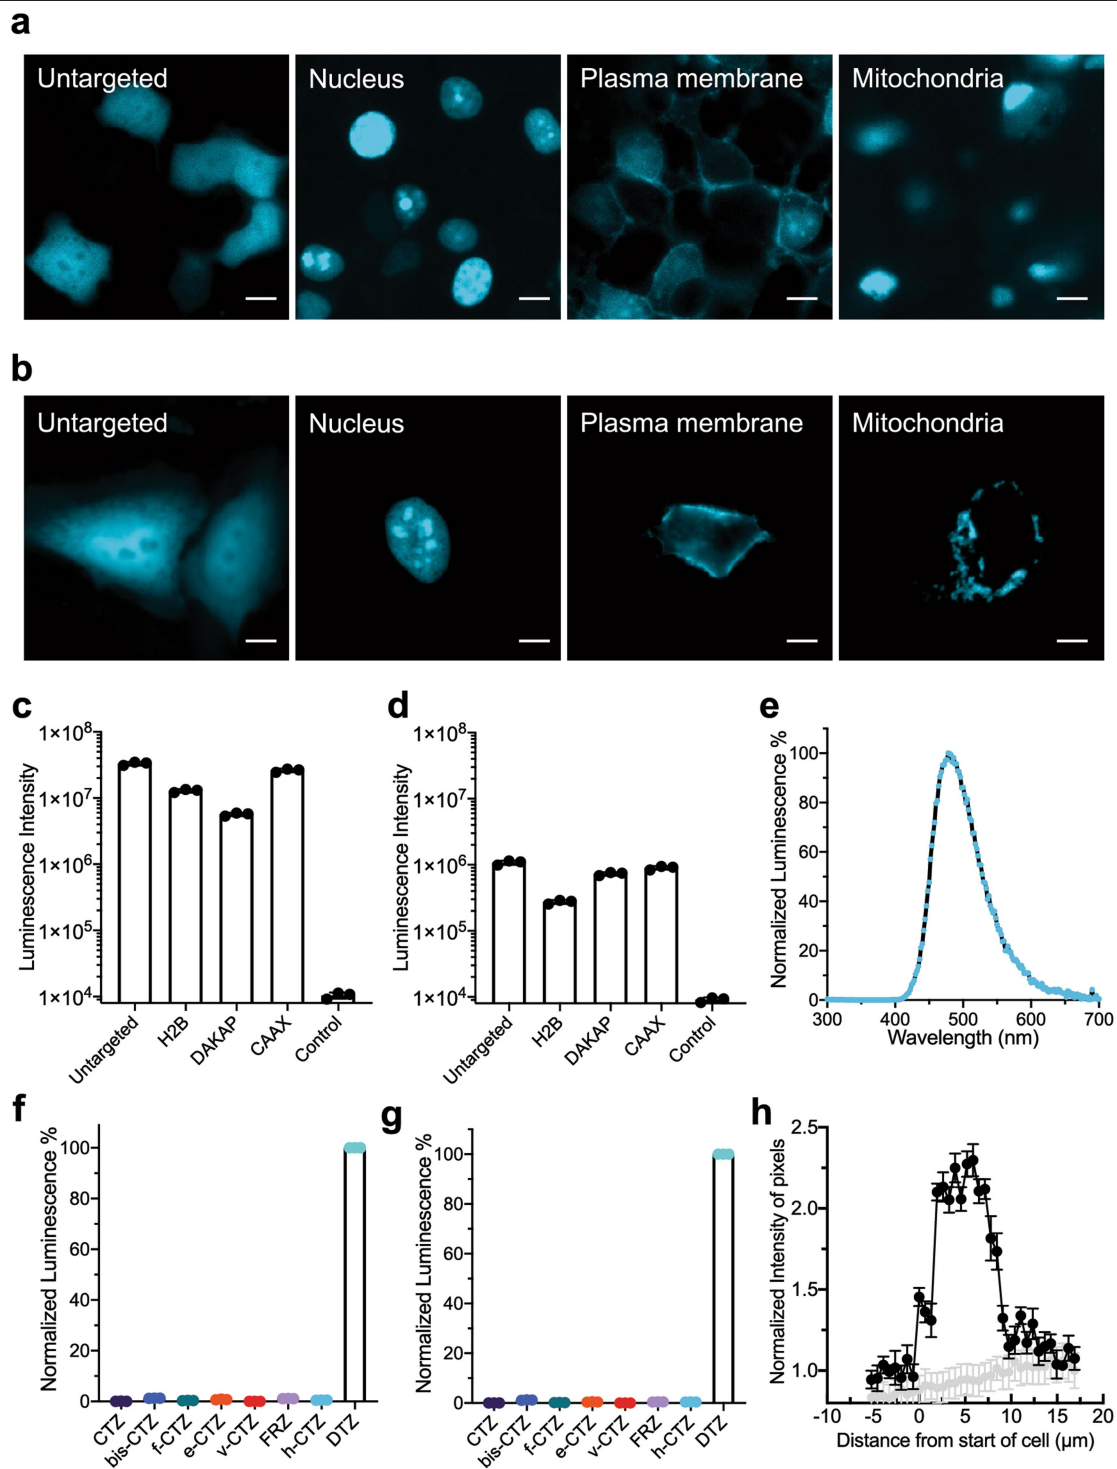 a
Untargeted
Nucleus
Plasma membrane
Mitochondria
b
Untargeted
Nucleus
Plasma membrane
Mitochondria
c
Luminescence Intensity
1×10⁸
1×10⁷
1×10⁶
1×10⁵
1×10⁴
Untargeted
H2B
DAKAP
CAAX
Control
d
Luminescence Intensity
1×10⁸
1×10⁷
1×10⁶
1×10⁵
1×10⁴
Untargeted
H2B
DAKAP
CAAX
Control
e
Normalized Luminescence %
100
80
60
40
20
0
300 400 500 600 700
Wavelength (nm)
f
Normalized Luminescence %
100
80
60
40
20
0
CTZ
bis-CTZ
f-CTZ
e-CTZ
v-CTZ
FRZ
h-CTZ
DTZ
g
Normalized Luminescence %
100
80
60
40
20
0
CTZ
bis-CTZ
f-CTZ
e-CTZ
v-CTZ
FRZ
h-CTZ
DTZ
h
Normalized Intensity of pixels
2.5
2.0
1.5
1.0
-10 -5 0 5 10 15 20
Distance from start of cell (μm)